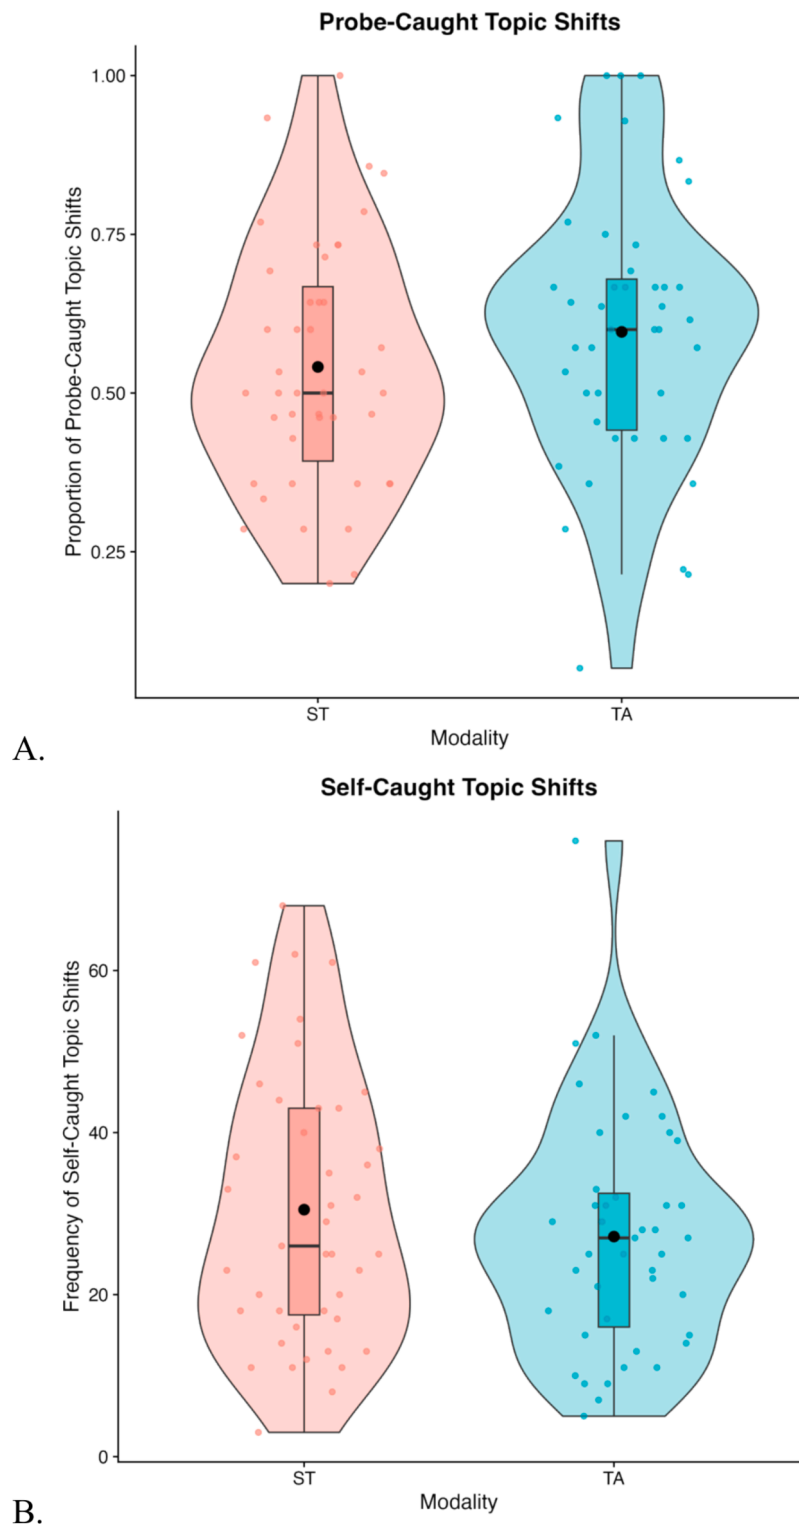 Probe-Caught Topic Shifts
Proportion of Probe-Caught Topic Shifts
1.00
0.75
0.50
0.25
ST
TA
Modality
A.
Self-Caught Topic Shifts
Frequency of Self-Caught Topic Shifts
60
40
20
0
ST
TA
Modality
B.